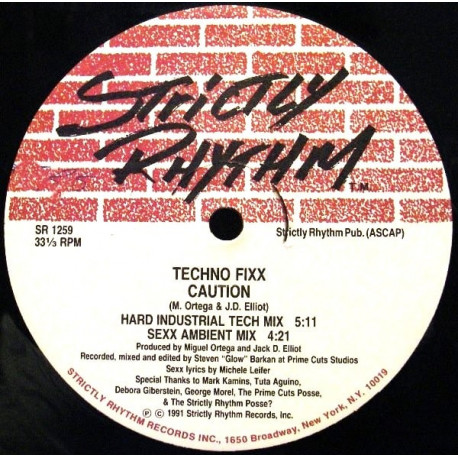 STRICTLY
RHYTHM T.M.
SR 1259
33⅓ RPM
Strictly Rhythm Pub. (ASCAP)
TECHNO FIXX
CAUTION
(M. Ortega & J.D. Elliot)
HARD INDUSTRIAL TECH MIX 5:11
SEXX AMBIENT MIX 4:21
Produced by Miguel Ortega and Jack D. Elliot
Recorded, mixed and edited by Steven "Glow" Barkan at Prime Cuts Studios
Sexx lyrics by Michele Leifer
Special Thanks to Mark Kamins, Tuta Aguino,
Debora Giberstein, George Morel, The Prime Cuts Posse,
& The Strictly Rhythm Posse?
℗ © 1991 Strictly Rhythm Records, Inc.
STRICTLY RHYTHM RECORDS INC., 1650 Broadway, New York, N.Y. 10019